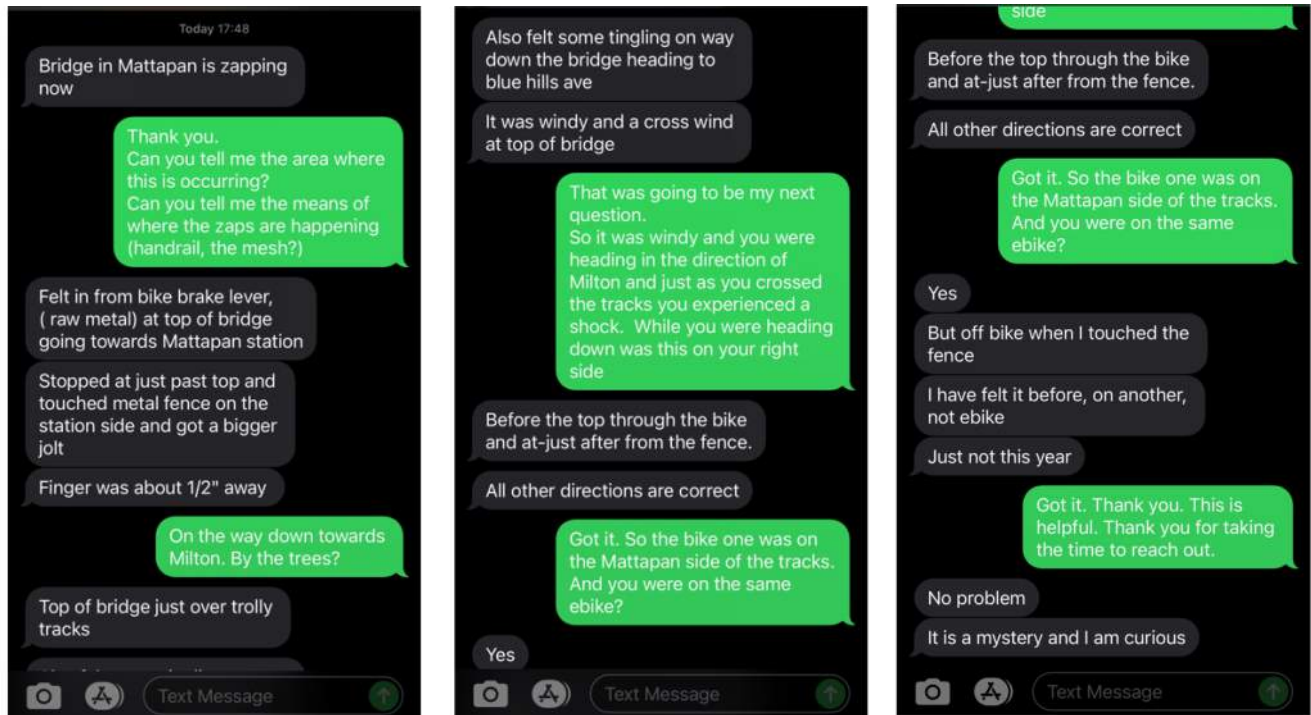 Today 17:48
Bridge in Mattapan is zapping
now
Thank you.
Can you tell me the area where
this is occurring?
Can you tell me the means of
where the zaps are happening
(handrail, the mesh?)
Felt in from bike brake lever,
( raw metal) at top of bridge
going towards Mattapan station
Stopped at just past top and
touched metal fence on the
station side and got a bigger
jolt
Finger was about 1/2" away
On the way down towards
Milton. By the trees?
Top of bridge just over trolly
tracks
Text Message
Also felt some tingling on way
down the bridge heading to
blue hills ave
It was windy and a cross wind
at top of bridge
That was going to be my next
question.
So it was windy and you were
heading in the direction of
Milton and just as you crossed
the tracks you experienced a
shock.  While you were heading
down was this on your right
side
Before the top through the bike
and at-just after from the fence.
All other directions are correct
Got it. So the bike one was on
the Mattapan side of the tracks.
And you were on the same
ebike?
Yes
Text Message
side
Before the top through the bike
and at-just after from the fence.
All other directions are correct
Got it. So the bike one was on
the Mattapan side of the tracks.
And you were on the same
ebike?
Yes
But off bike when I touched the
fence
I have felt it before, on another,
not ebike
Just not this year
Got it. Thank you. This is
helpful. Thank you for taking
the time to reach out.
No problem
It is a mystery and I am curious
Text Message